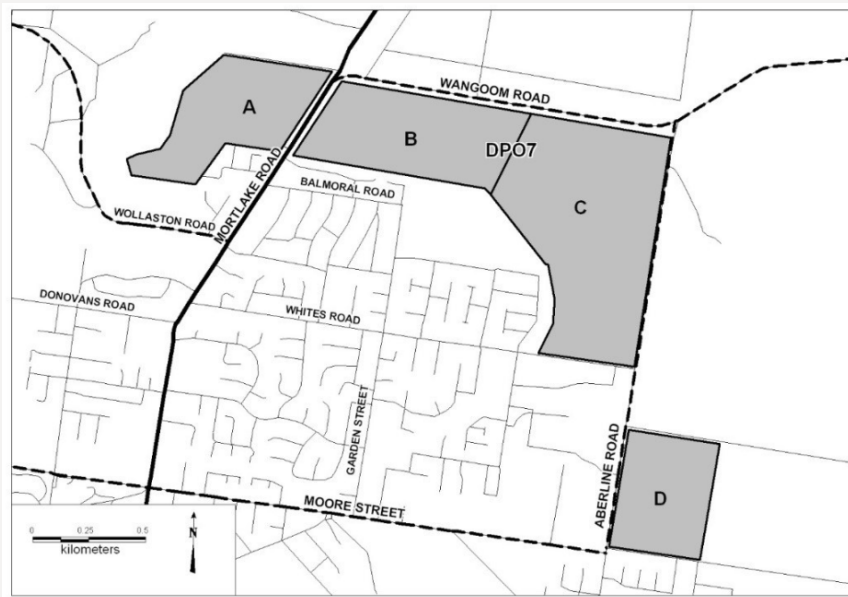 WANGOOM ROAD
A
B
DPO7
MORTLAKE ROAD
BALMORAL ROAD
C
WOLLASTON ROAD
DONOVANS ROAD
WHITES ROAD
GARDEN STREET
ABERLINE ROAD
D
MOORE STREET
0 0.25 0.5
kilometers
N